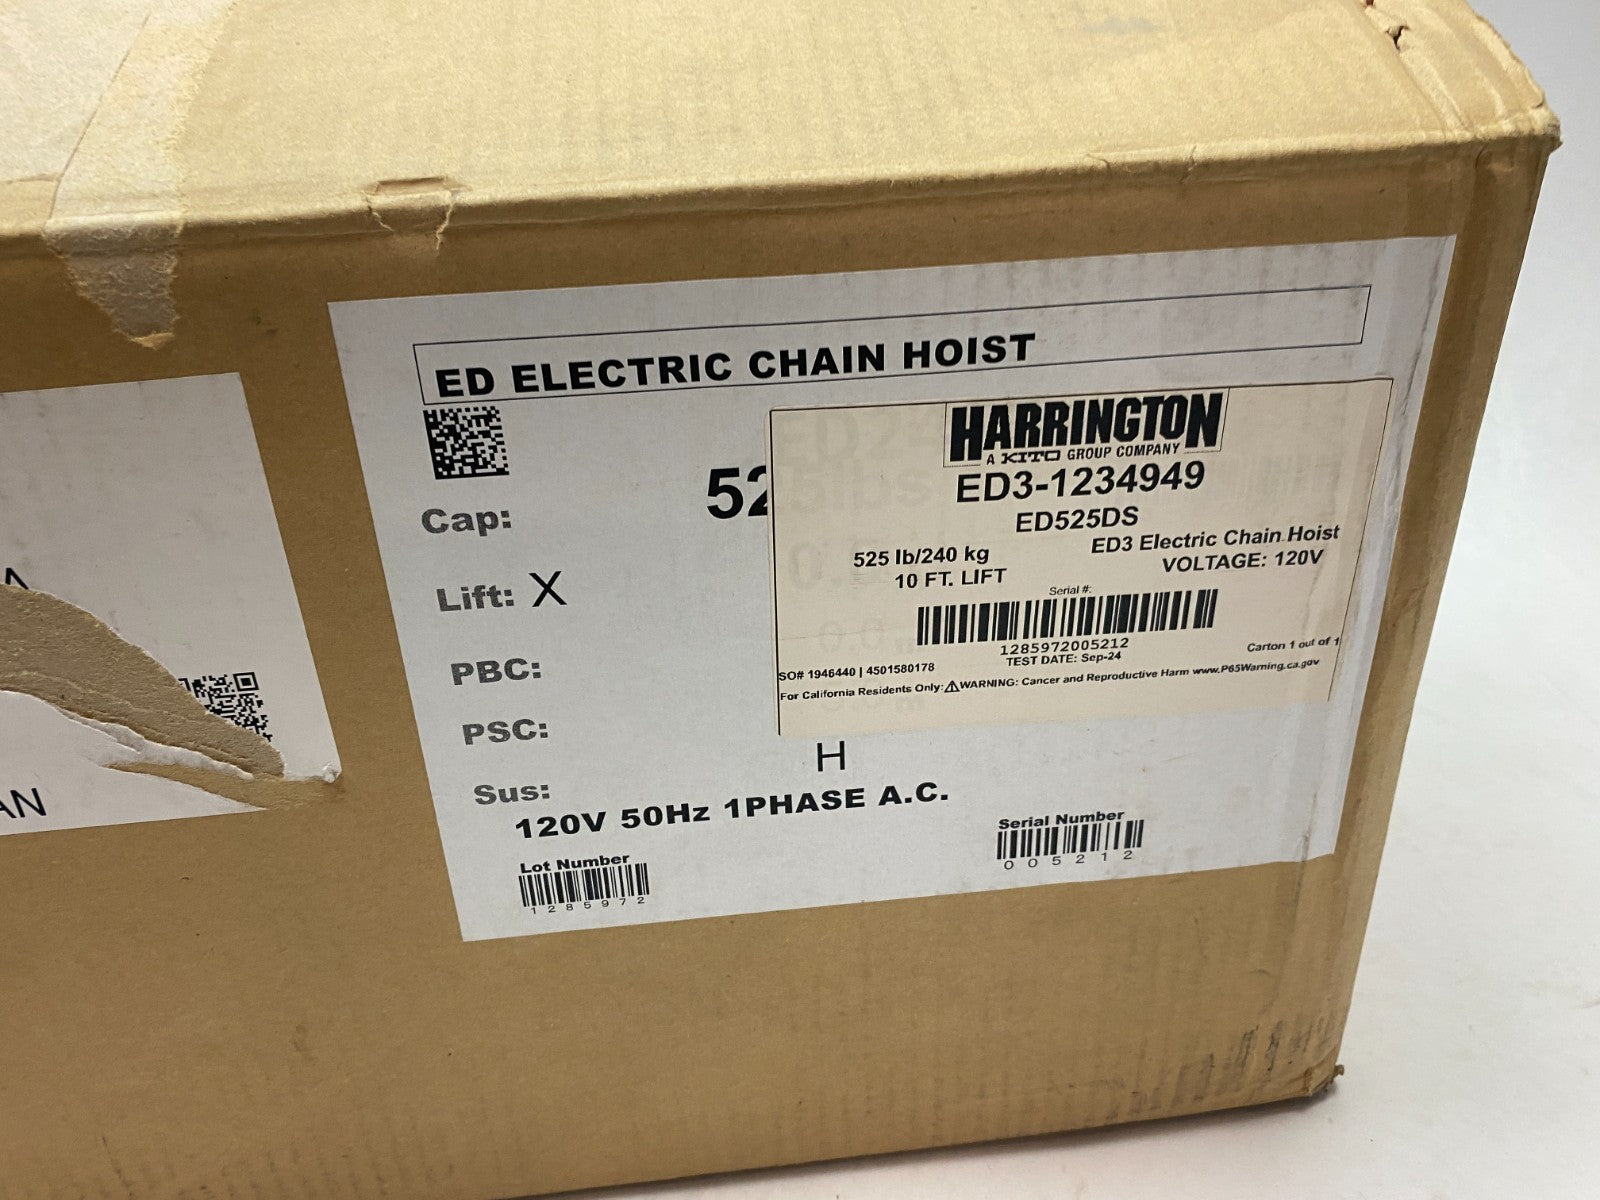 ED ELECTRIC CHAIN HOIST
Cap:
52
Lift: X
PBC:
PSC:
Sus:
H
120V 50Hz 1PHASE A.C.
Lot Number
1285972
Serial Number
005212
HARRINGTON
A KITO GROUP COMPANY
ED3-1234949
ED525DS
525 lb/240 kg
ED3 Electric Chain Hoist
10 FT. LIFT
VOLTAGE: 120V
Serial #:
1285972005212
TEST DATE: Sep-24
Carton 1 out of 1
SO# 1946440 | 4501580178
For California Residents Only: ⚠WARNING: Cancer and Reproductive Harm www.P65Warning.ca.gov
AN